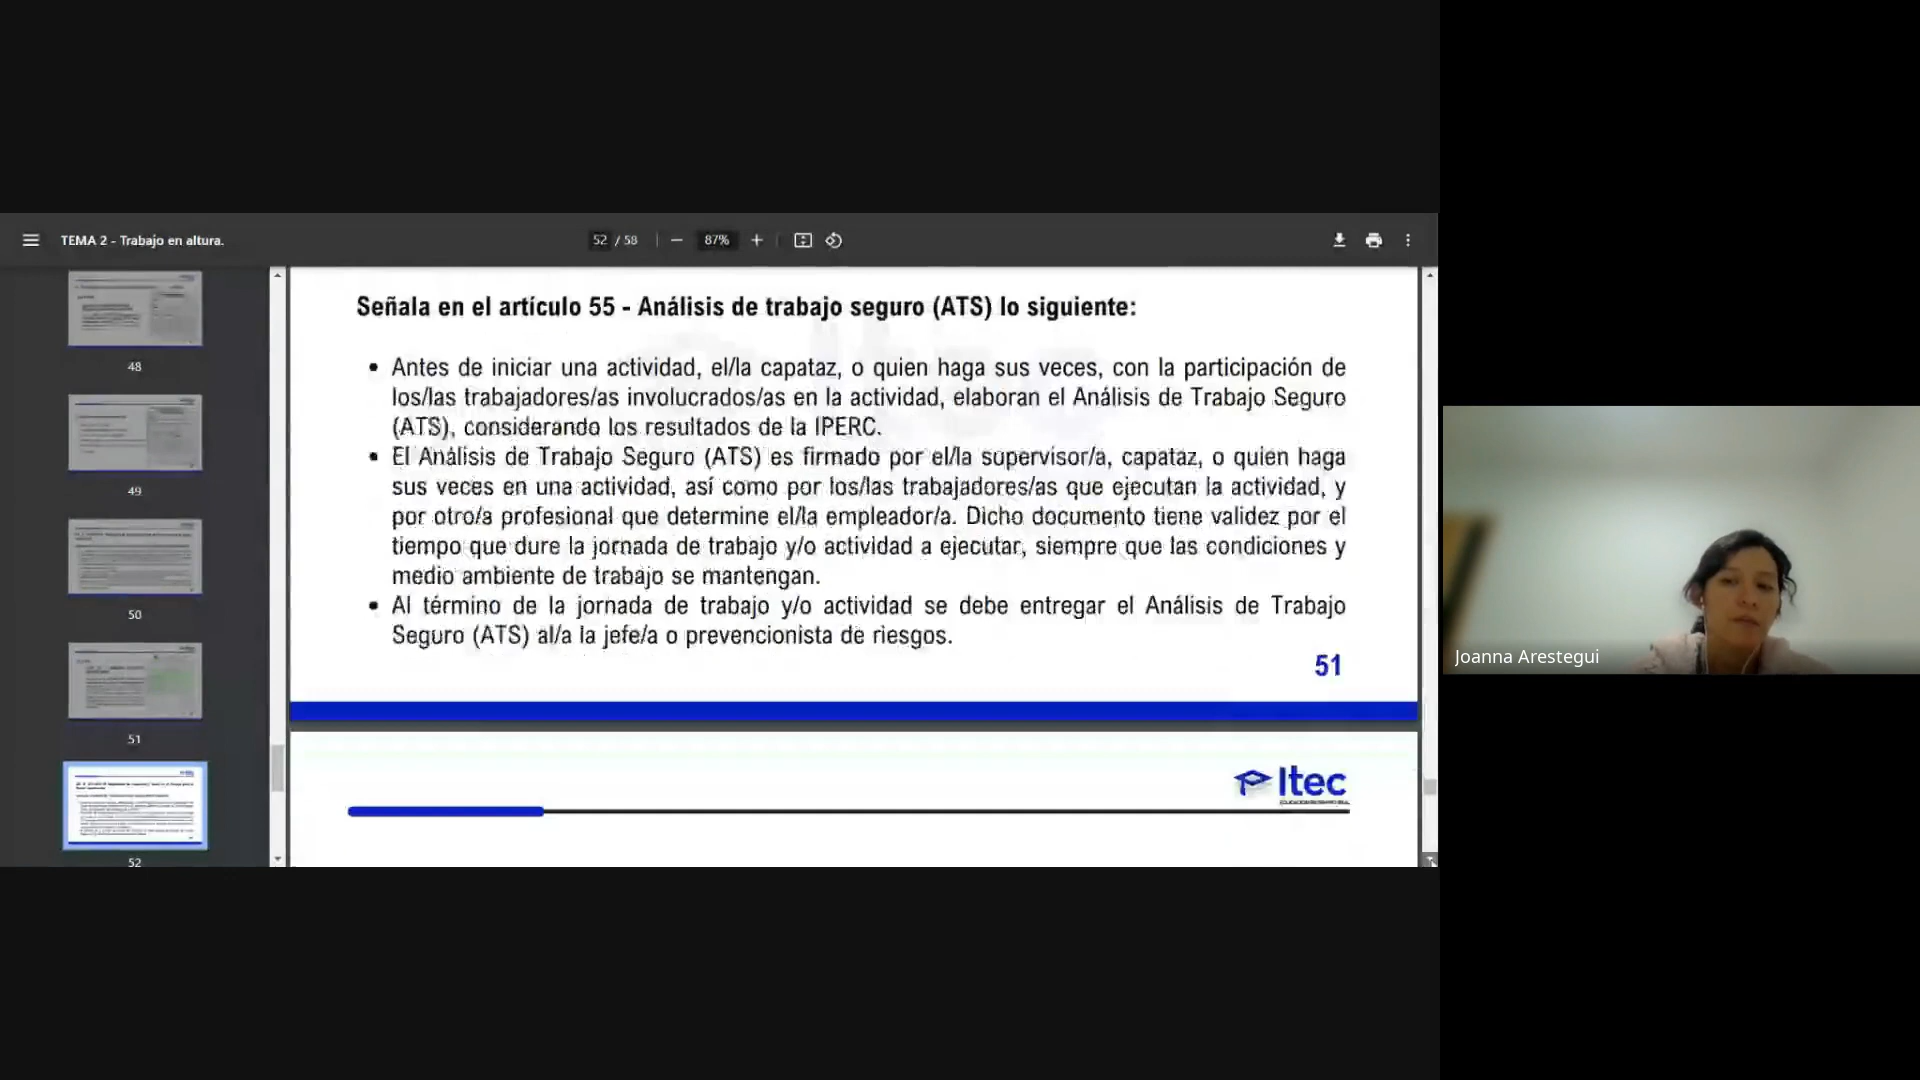 TEMA 2 - Trabajo en altura.
52 / 58
87%
48
49
50
51
52
Señala en el artículo 55 - Análisis de trabajo seguro (ATS) lo siguiente:
• Antes de iniciar una actividad, el/la capataz, o quien haga sus veces, con la participación de
los/las trabajadores/as involucrados/as en la actividad, elaboran el Análisis de Trabajo Seguro
(ATS), considerando los resultados de la IPERC.
• El Análisis de Trabajo Seguro (ATS) es firmado por el/la supervisor/a, capataz, o quien haga
sus veces en una actividad, así como por los/las trabajadores/as que ejecutan la actividad, y
por otro/a profesional que determine el/la empleador/a. Dicho documento tiene validez por el
tiempo que dure la jornada de trabajo y/o actividad a ejecutar, siempre que las condiciones y
medio ambiente de trabajo se mantengan.
• Al término de la jornada de trabajo y/o actividad se debe entregar el Análisis de Trabajo
Seguro (ATS) al/a la jefe/a o prevencionista de riesgos.
51
Itec
Joanna Arestegui